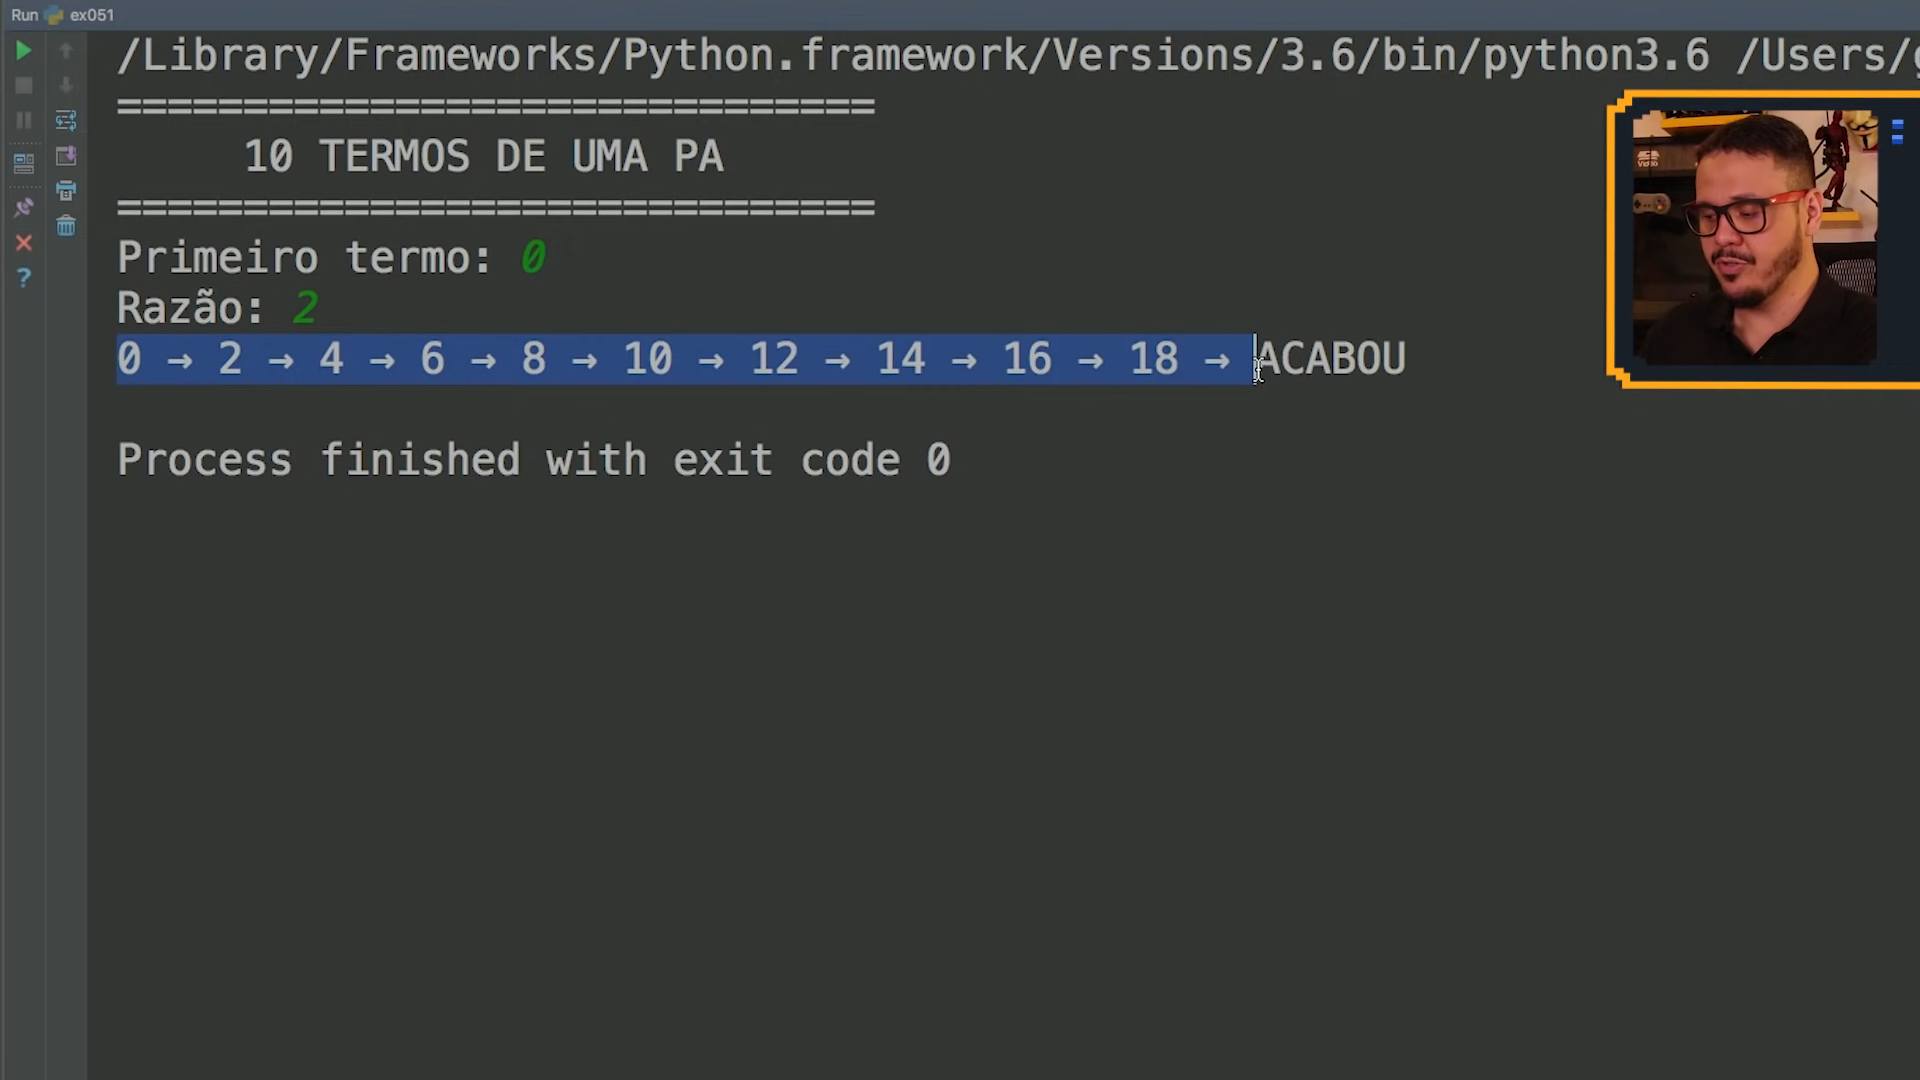 Run ex051
/Library/Frameworks/Python.framework/Versions/3.6/bin/python3.6 /Users/
==============================
10 TERMOS DE UMA PA
==============================
Primeiro termo: 0
Razão: 2
0 → 2 → 4 → 6 → 8 → 10 → 12 → 14 → 16 → 18 → ACABOU
Process finished with exit code 0